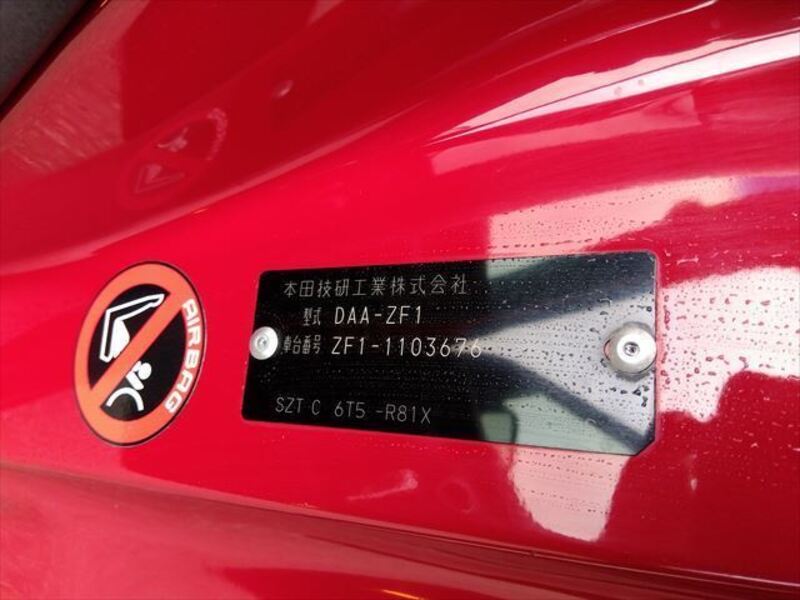 AIRBAG
本田技研工業株式会社
型式 DAA-ZF1
車台番号 ZF1-1103676
SZT C 6T5 -R81X